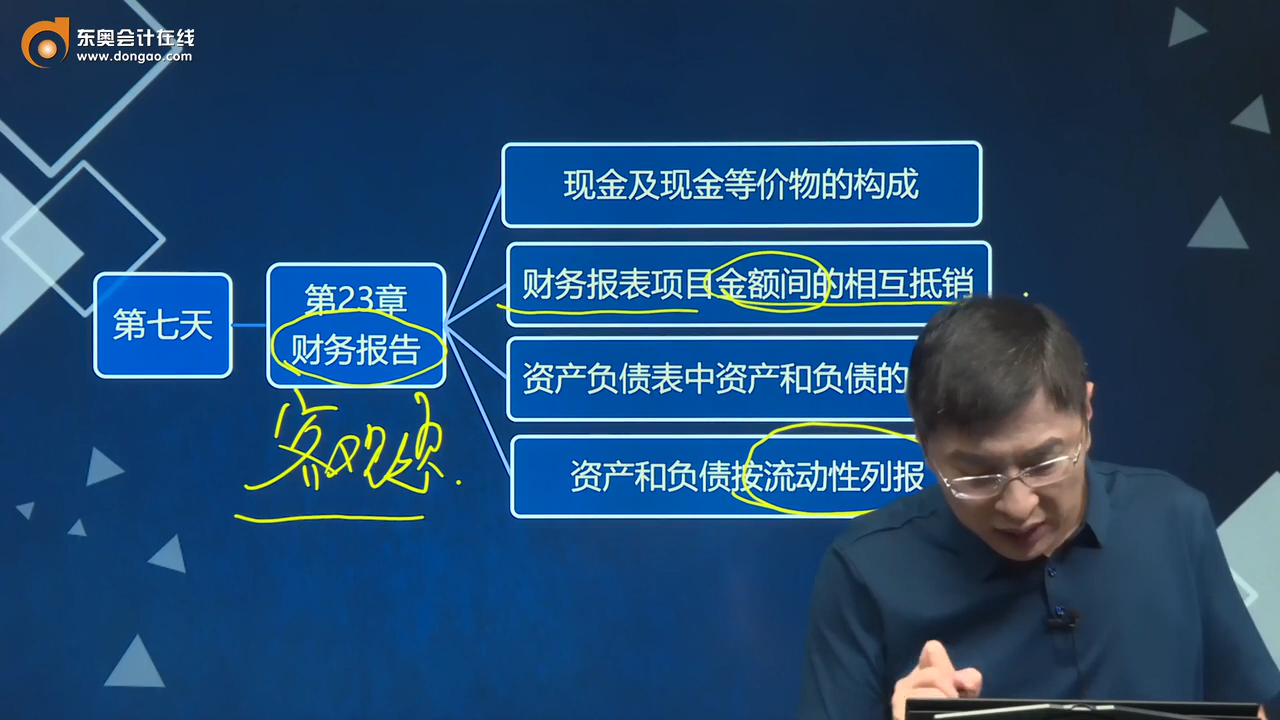 东奥会计在线
www.dongao.com
第七天
第23章
财务报告
客观题.
现金及现金等价物的构成
财务报表项目金额间的相互抵销
资产负债表中资产和负债的
资产和负债按流动性列报